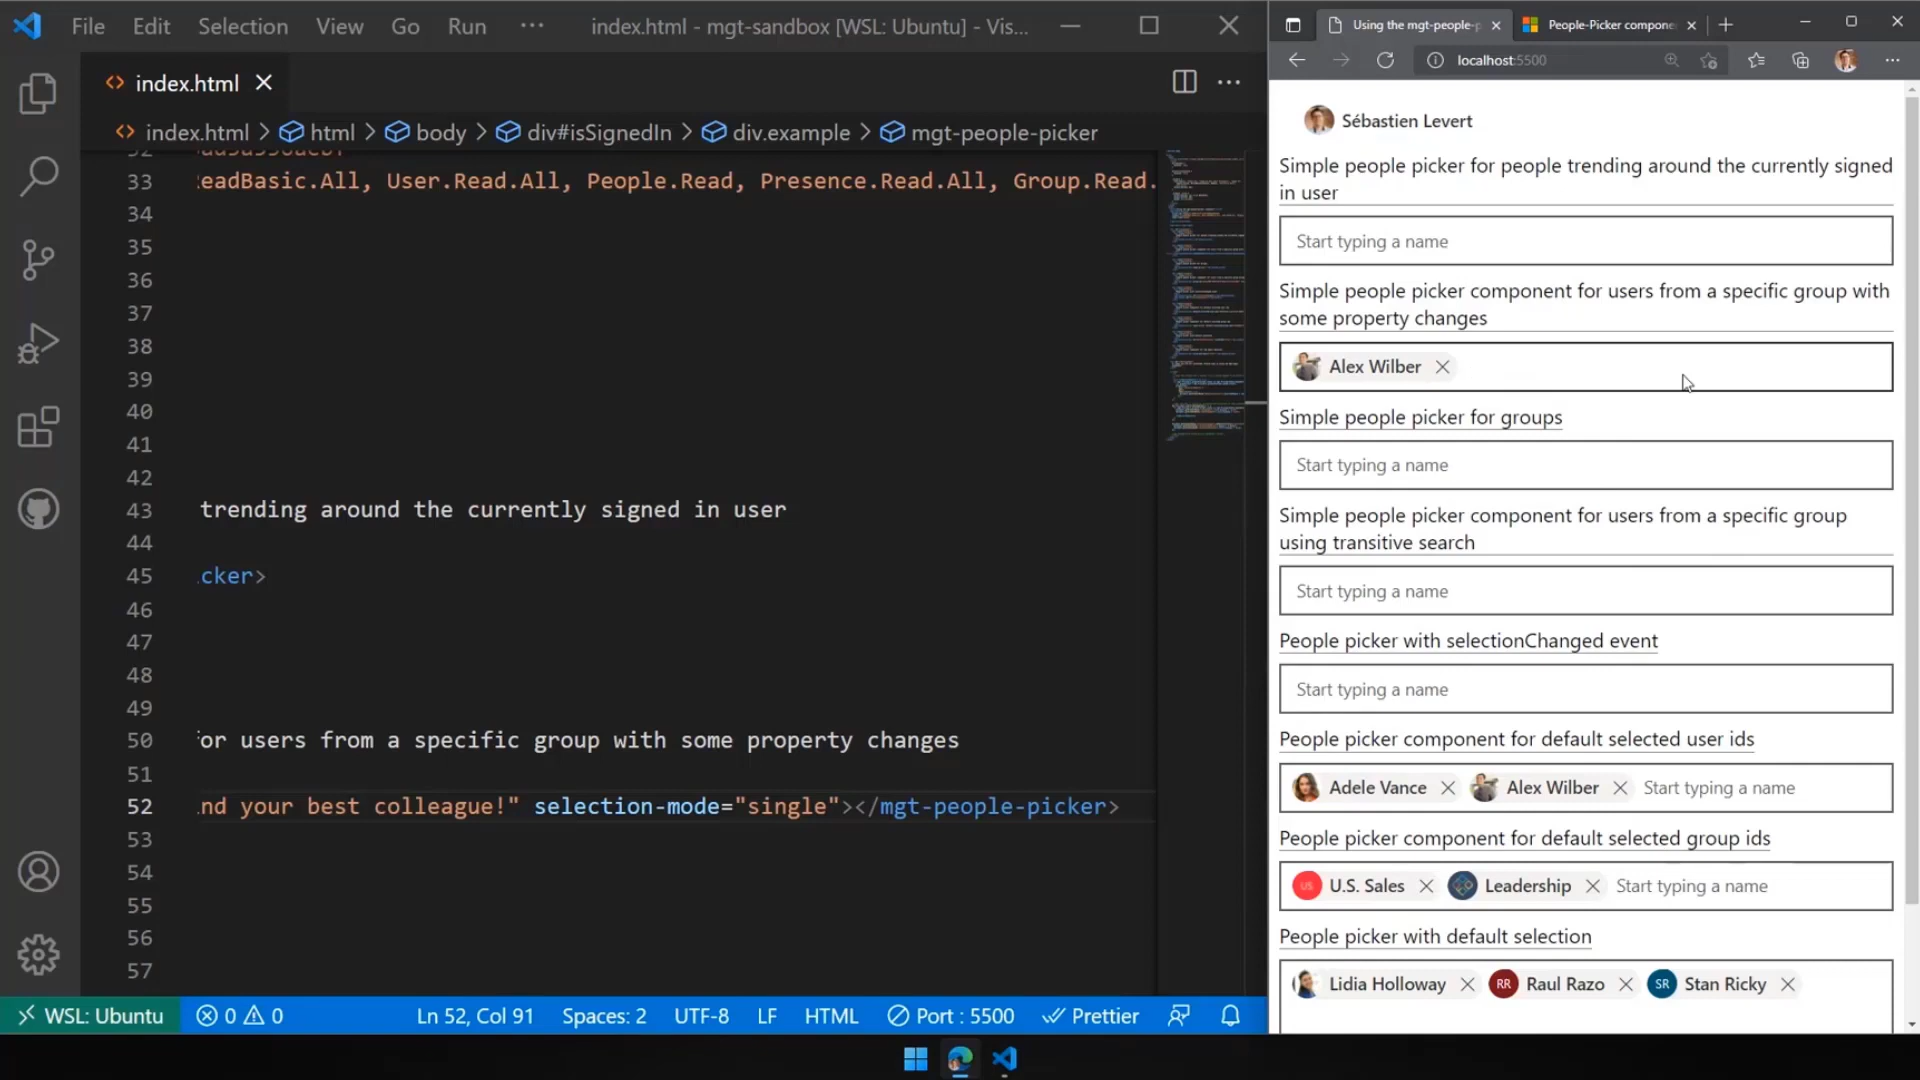 File Edit Selection View Go Run ··· index.html - mgt-sandbox [WSL: Ubuntu] - Vis...
index.html
index.html > html > body > div#isSignedIn > div.example > mgt-people-picker
33 eadBasic.All, User.Read.All, People.Read, Presence.Read.All, Group.Read.
34
35
36
37
38
39
40
41
42
43 trending around the currently signed in user
44
45 cker>
46
47
48
49
50 or users from a specific group with some property changes
51
52 nd your best colleague!" selection-mode="single"></mgt-people-picker>
53
54
55
56
57
WSL: Ubuntu 0 0 Ln 52, Col 91 Spaces: 2 UTF-8 LF HTML Port : 5500 Prettier
Using the mgt-people-p People-Picker compone
localhost:5500
Sébastien Levert
Simple people picker for people trending around the currently signed
in user
Start typing a name
Simple people picker component for users from a specific group with
some property changes
Alex Wilber
Simple people picker for groups
Start typing a name
Simple people picker component for users from a specific group
using transitive search
Start typing a name
People picker with selectionChanged event
Start typing a name
People picker component for default selected user ids
Adele Vance Alex Wilber Start typing a name
People picker component for default selected group ids
US U.S. Sales Leadership Start typing a name
People picker with default selection
Lidia Holloway RR Raul Razo SR Stan Ricky